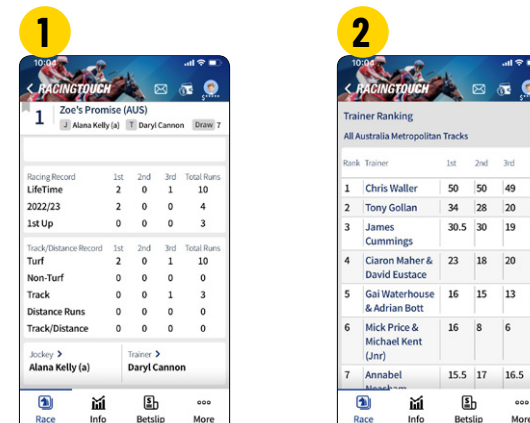 1
10:04
RACINGTOUCH
1 Zoe's Promise (AUS)
J Alana Kelly (a) T Daryl Cannon Draw 7
Racing Record 1st 2nd 3rd Total Runs
LifeTime 2 0 1 10
2022/23 2 0 0 4
1st Up 0 0 0 3
Track/Distance Record 1st 2nd 3rd Total Runs
Turf 2 0 1 10
Non-Turf 0 0 0 0
Track 0 0 1 3
Distance Runs 0 0 0 0
Track/Distance 0 0 0 0
Jockey > Trainer >
Alana Kelly (a) Daryl Cannon
Race Info Betslip More
2
10:04
RACINGTOUCH
Trainer Ranking
All Australia Metropolitan Tracks
Rank Trainer 1st 2nd 3rd
1 Chris Waller 50 50 49
2 Tony Gollan 34 28 20
3 James 30.5 30 19
Cummings
4 Ciaron Maher & 23 18 20
David Eustace
5 Gai Waterhouse 16 15 13
& Adrian Bott
6 Mick Price & 16 8 6
Michael Kent
(Jnr)
7 Annabel 15.5 17 16.5
Neasham
Race Info Betslip More